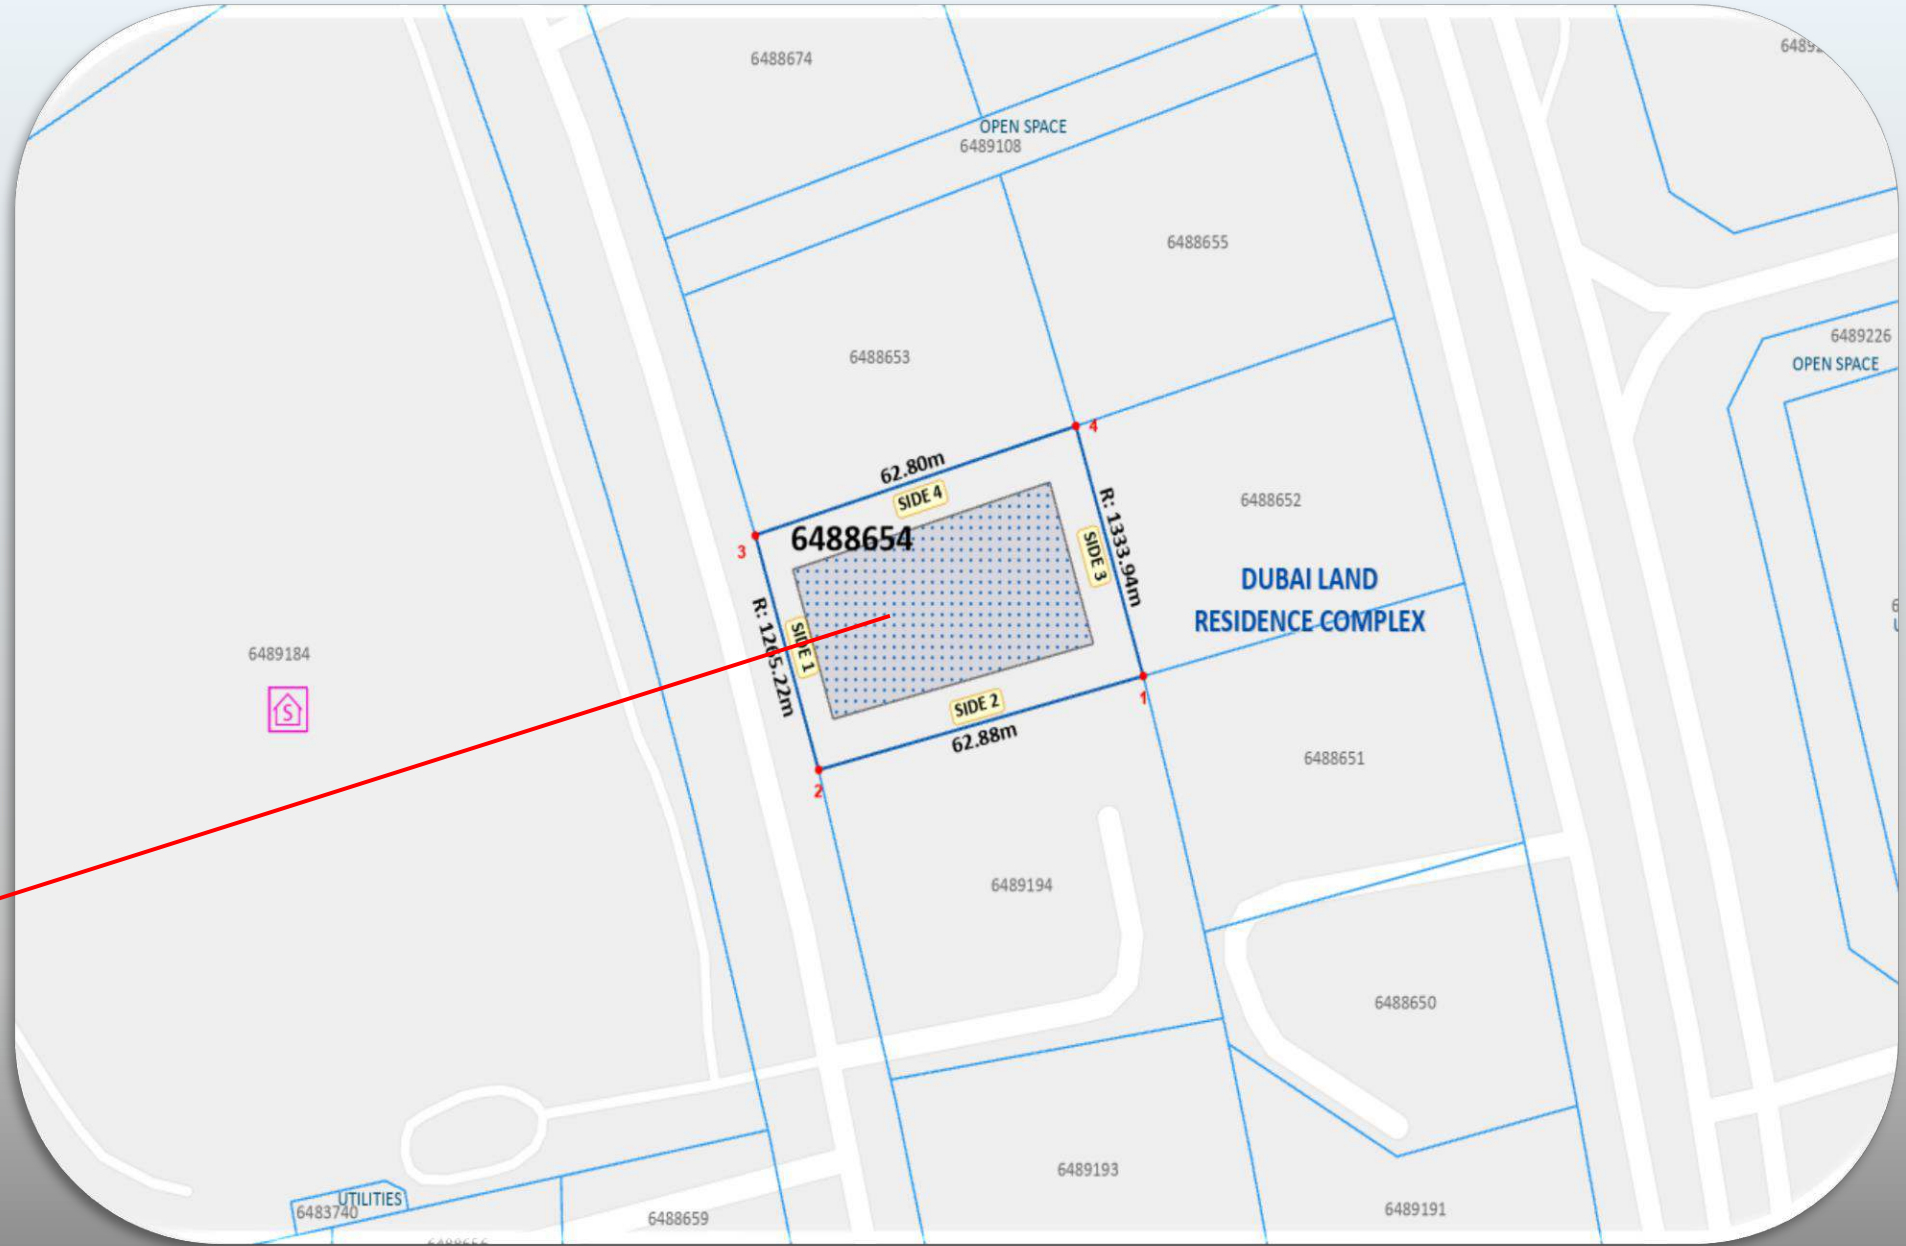 6488674
OPEN SPACE
6489108
6488655
6489226
OPEN SPACE
6488653
4
62.80m
SIDE 4
6488654
3
R: 1333.94m
SIDE 3
6488652
DUBAI LAND
RESIDENCE COMPLEX
R: 1265.22m
SIDE 1
6489184
S
SIDE 2
62.88m
1
2
6488651
6489194
6488650
6489193
6489191
UTILITIES
6483740
6488659